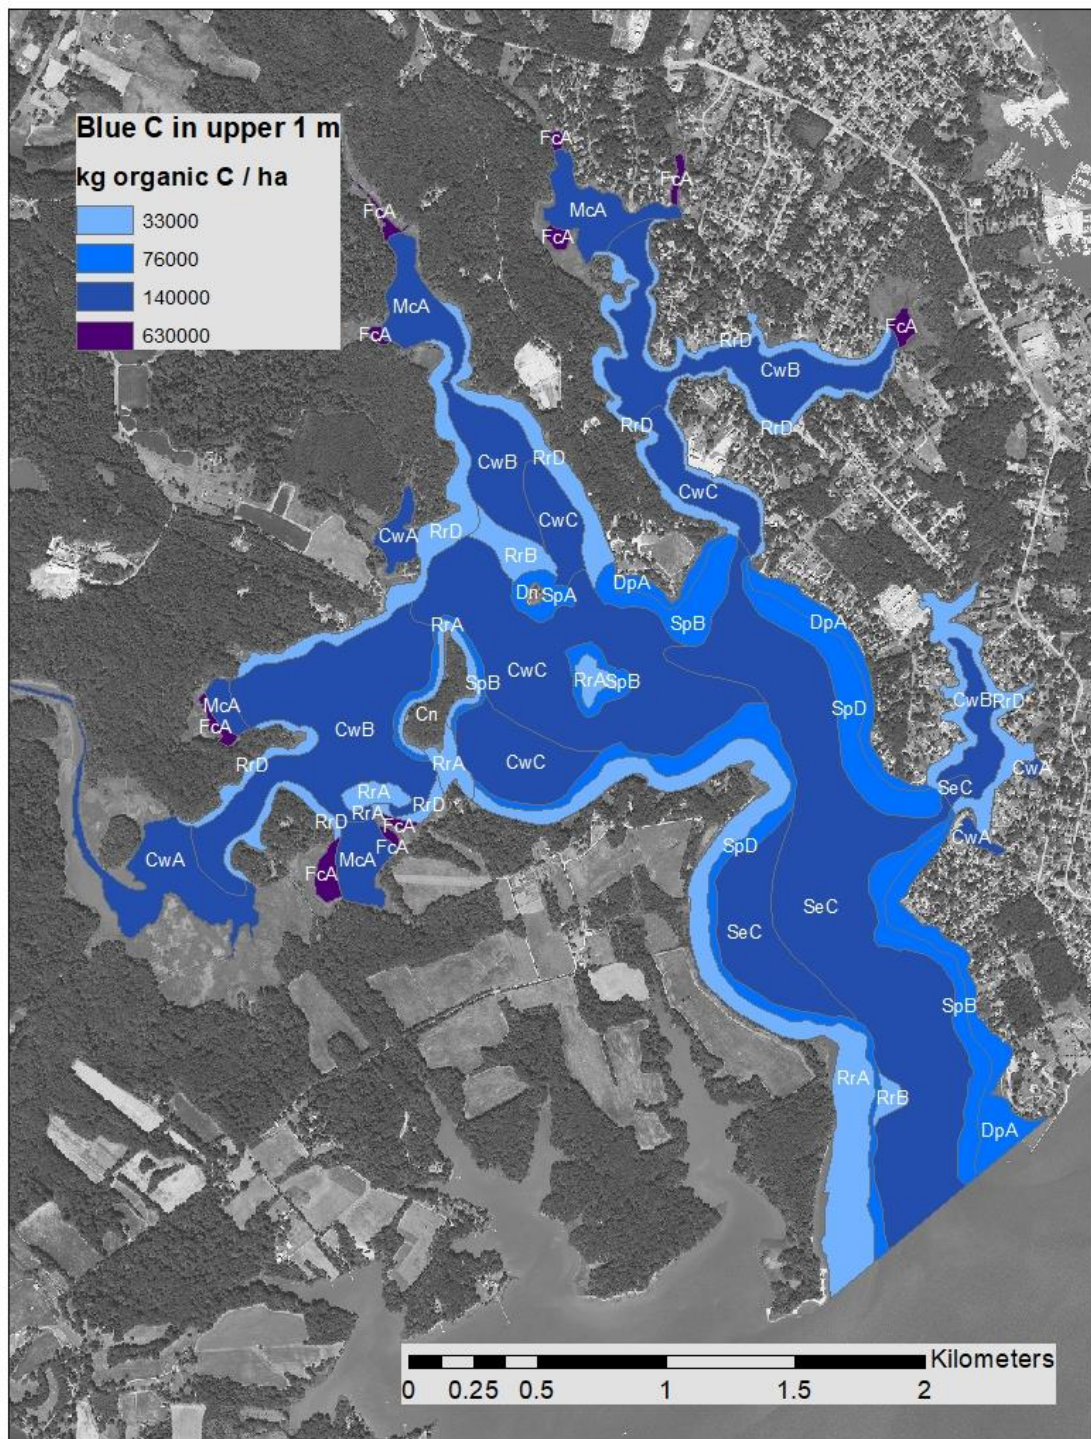 Blue C in upper 1 m
kg organic C / ha
33000
76000
140000
630000
FcA
FcA
McA
FcA
FcA
McA
FcA
FcA
RrD
CwB
RrD
RrD
CwB
RrD
CwC
CwC
CwA
RrD
RrB
Dn
SpA
DpA
SpB
DpA
RrA
CwC
SpB
RrA
SpB
SpD
CwB
RrD
McA
FcA
Cn
CwB
RrD
RrA
CwC
CwA
SeC
RrA
RrA
RrD
RrD
FcA
FcA
CwA
McA
FcA
CwA
SpD
SeC
SeC
SpB
RrA
RrB
DpA
Kilometers
0 0.25 0.5 1 1.5 2